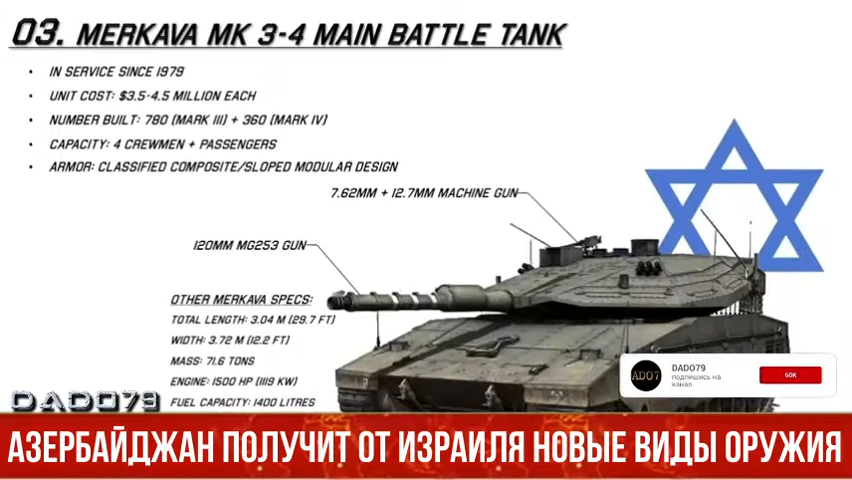 03. MERKAVA MK 3-4 MAIN BATTLE TANK
• IN SERVICE SINCE 1979
• UNIT COST: $3.5-4.5 MILLION EACH
• NUMBER BUILT: 780 (MARK III) + 360 (MARK IV)
• CAPACITY: 4 CREWMEN + PASSENGERS
• ARMOR: CLASSIFIED COMPOSITE/SLOPED MODULAR DESIGN
7.62MM + 12.7MM MACHINE GUN
120MM MG253 GUN
OTHER MERKAVA SPECS:
TOTAL LENGTH: 3.04 M (29.7 FT)
WIDTH: 3.72 M (12.2 FT)
MASS: 71.6 TONS
ENGINE: 1500 HP (1119 KW)
FUEL CAPACITY: 1400 LITRES
ADO7
DADO79
подпишись на
канал
60K
DADO79
АЗЕРБАЙДЖАН ПОЛУЧИТ ОТ ИЗРАИЛЯ НОВЫЕ ВИДЫ ОРУЖИЯ